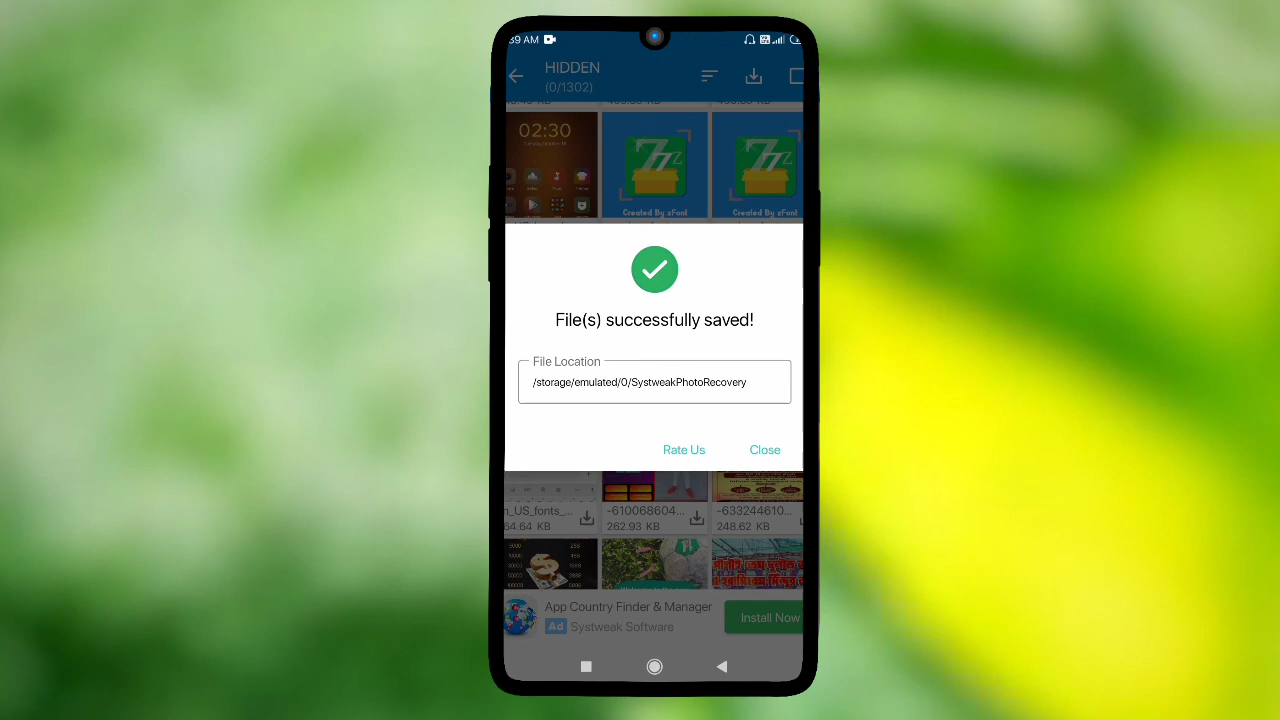 :39 AM
HIDDEN
(0/1302)
02:30
Created By zFont
Created By zFont
File(s) successfully saved!
File Location
/storage/emulated/0/SystweakPhotoRecovery
Rate Us
Close
n_US_fonts_...
-610068604...
-633244610...
64.64 KB
262.93 KB
248.62 KB
App Country Finder & Manager
Ad Systweak Software
Install Now